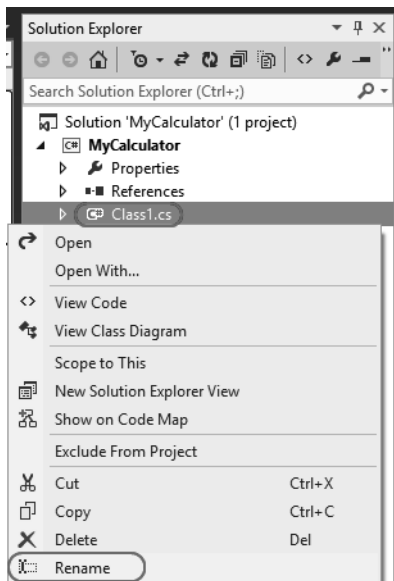 Solution Explorer
Search Solution Explorer (Ctrl+;)
Solution 'MyCalculator' (1 project)
C# MyCalculator
Properties
References
C# Class1.cs
Open
Open With...
View Code
View Class Diagram
Scope to This
New Solution Explorer View
Show on Code Map
Exclude From Project
Cut Ctrl+X
Copy Ctrl+C
Delete Del
Rename